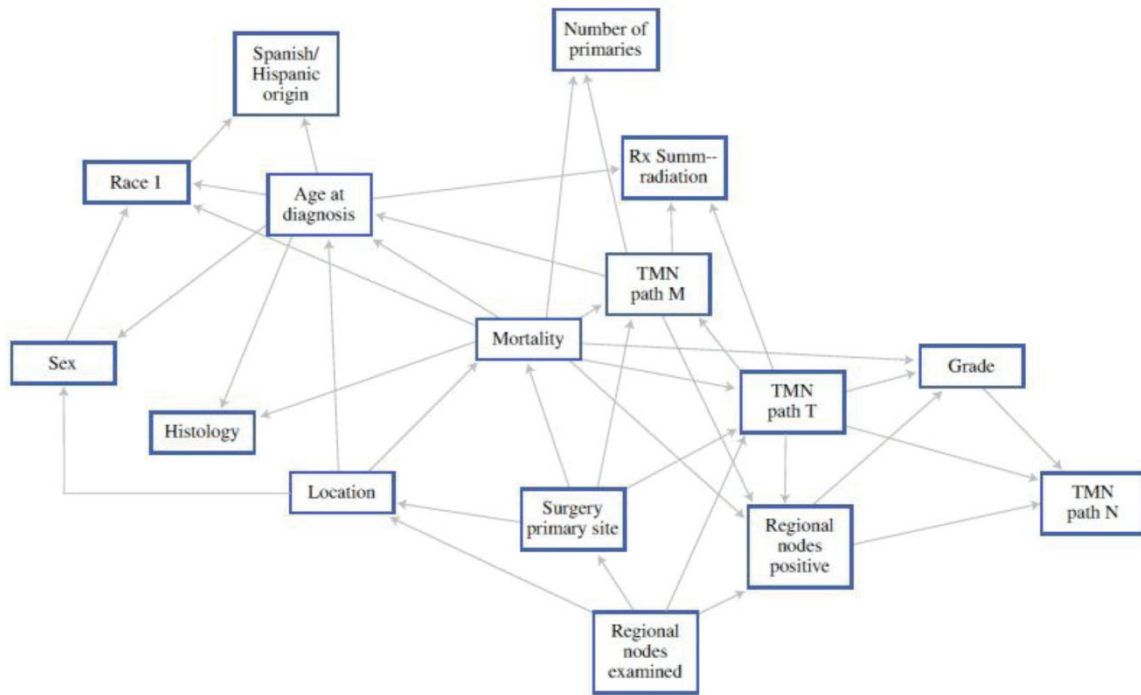 Number of
primaries
Spanish/
Hispanic
origin
Rx Summ--
radiation
Race 1
Age at
diagnosis
TMN
path M
Mortality
Sex
Grade
TMN
path T
Histology
Location
Surgery
primary site
TMN
path N
Regional
nodes
positive
Regional
nodes
examined